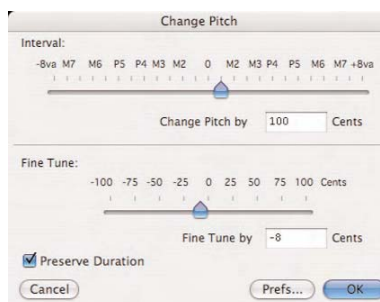 Change Pitch
Interval:
-8va M7 M6 P5 P4 M3 M2 0 M2 M3 P4 P5 M6 M7 +8va
Change Pitch by 100 Cents
Fine Tune:
-100 -75 -50 -25 0 25 50 75 100 Cents
Fine Tune by -8 Cents
Preserve Duration
Cancel Prefs... OK